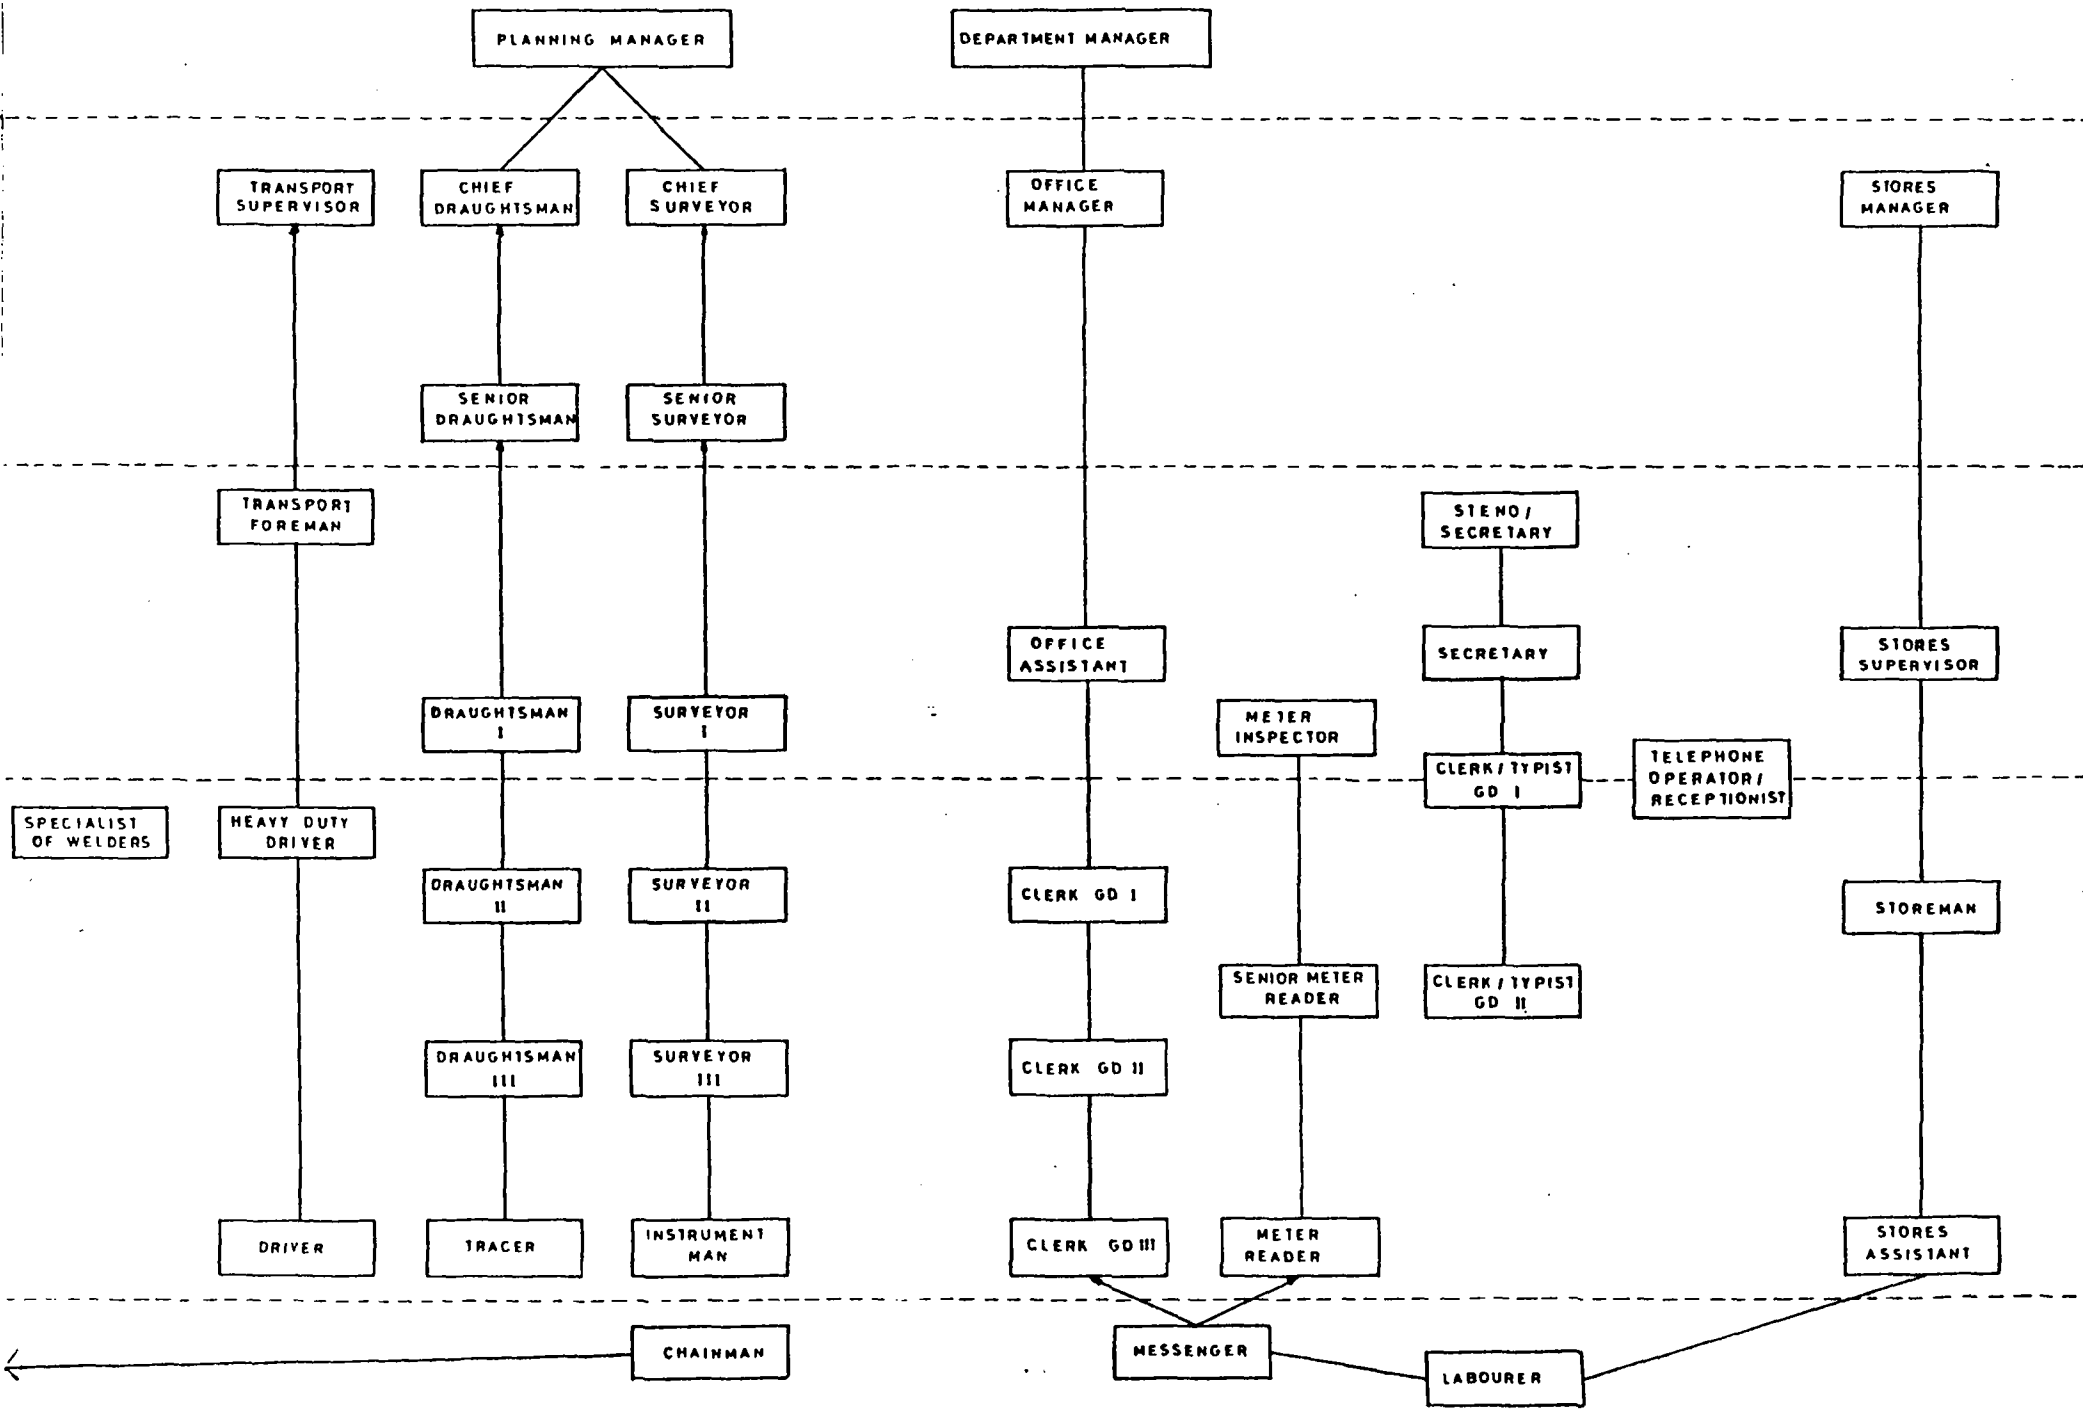 PLANNING MANAGER
DEPARTMENT MANAGER
TRANSPORT
SUPERVISOR
CHIEF
DRAUGHTSMAN
CHIEF
SURVEYOR
OFFICE
MANAGER
STORES
MANAGER
SENIOR
DRAUGHTSMAN
SENIOR
SURVEYOR
TRANSPORT
FOREMAN
STENO/
SECRETARY
OFFICE
ASSISTANT
SECRETARY
STORES
SUPERVISOR
DRAUGHTSMAN
I
SURVEYOR
I
METER
INSPECTOR
CLERK/TYPIST
GD I
TELEPHONE
OPERATOR/
RECEPTIONIST
SPECIALIST
OF WELDERS
HEAVY DUTY
DRIVER
DRAUGHTSMAN
II
SURVEYOR
II
CLERK GD I
STOREMAN
SENIOR METER
READER
CLERK/TYPIST
GD II
DRAUGHTSMAN
III
SURVEYOR
III
CLERK GD II
DRIVER
TRACER
INSTRUMENT
MAN
CLERK GD III
METER
READER
STORES
ASSISTANT
CHAINMAN
MESSENGER
LABOURER